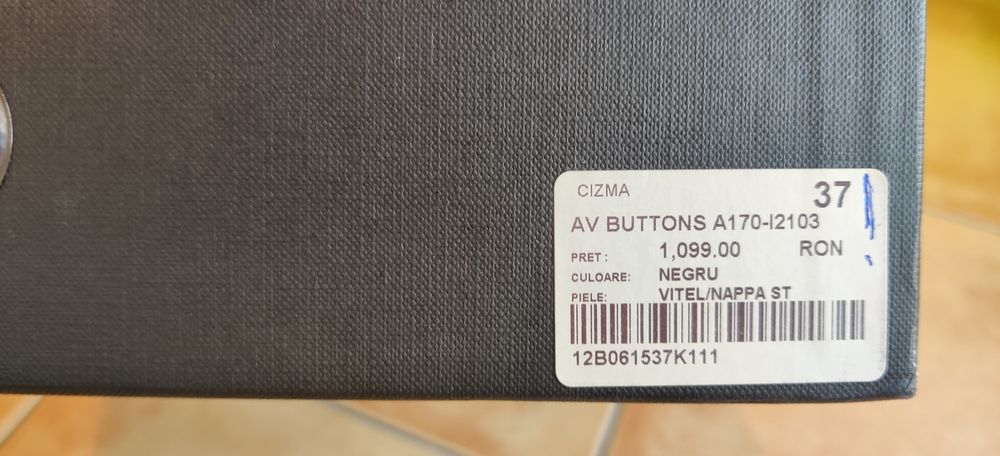 CIZMA 37 !
AV BUTTONS A170-I2103
PRET : 1,099.00 RON
CULOARE: NEGRU
PIELE: VITEL/NAPPA ST
12B061537K111